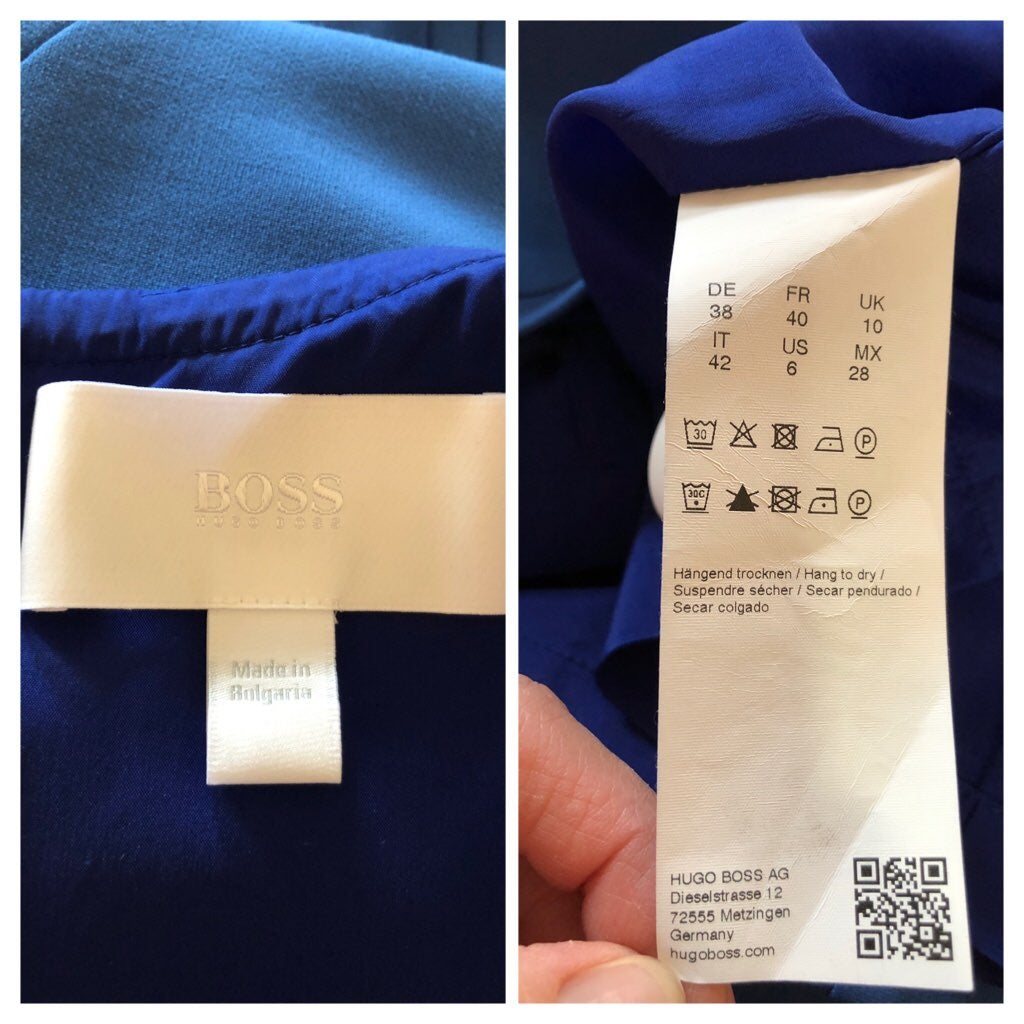 BOSS
HUGO BOSS
Made in
Bulgaria
DE FR UK
38 40 10
IT US MX
42 6 28
30 P
30C P
Hängend trocknen / Hang to dry /
Suspendre sécher / Secar pendurado /
Secar colgado
HUGO BOSS AG
Dieselstrasse 12
72555 Metzingen
Germany
hugoboss.com